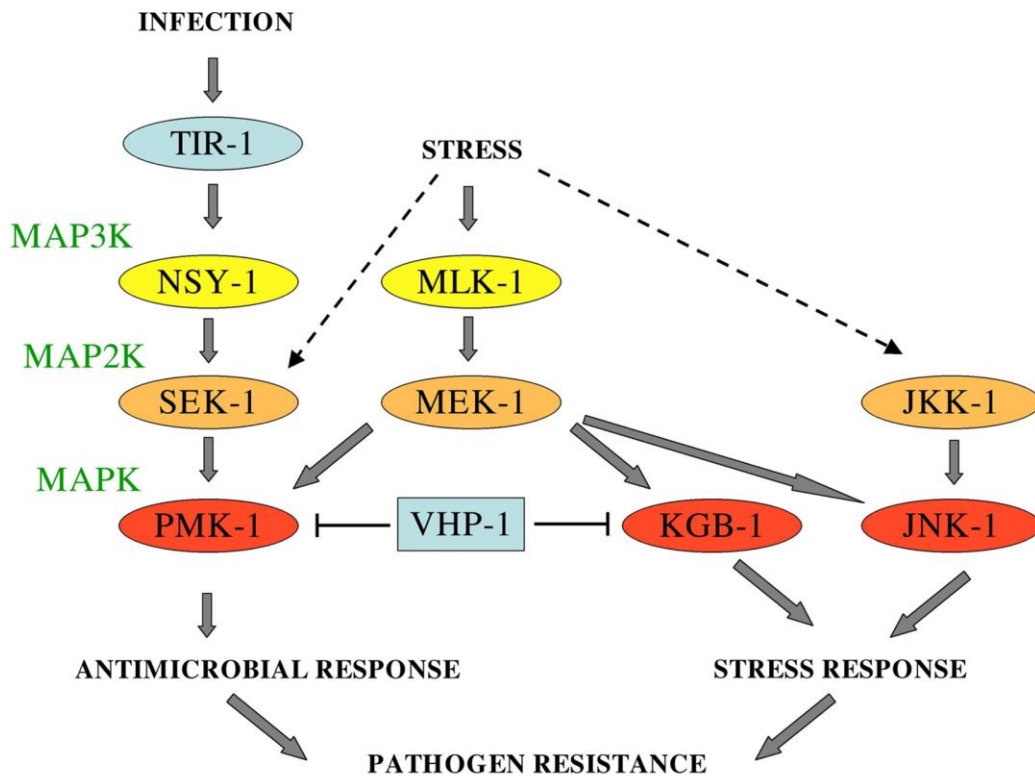 INFECTION
TIR-1
STRESS
MAP3K
NSY-1
MLK-1
MAP2K
SEK-1
MEK-1
JKK-1
MAPK
PMK-1
VHP-1
KGB-1
JNK-1
ANTIMICROBIAL RESPONSE
STRESS RESPONSE
PATHOGEN RESISTANCE